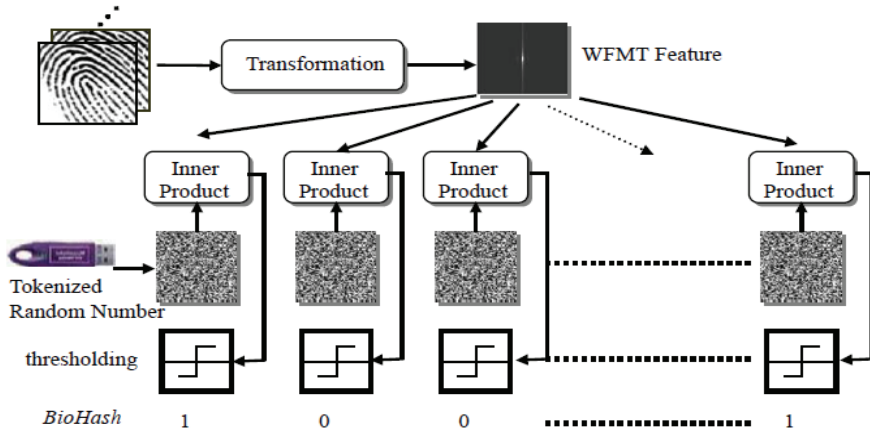 Transformation
WFMT Feature
Inner Product
Inner Product
Inner Product
Inner Product
Tokenized
Random Number
thresholding
BioHash 1 0 0 1